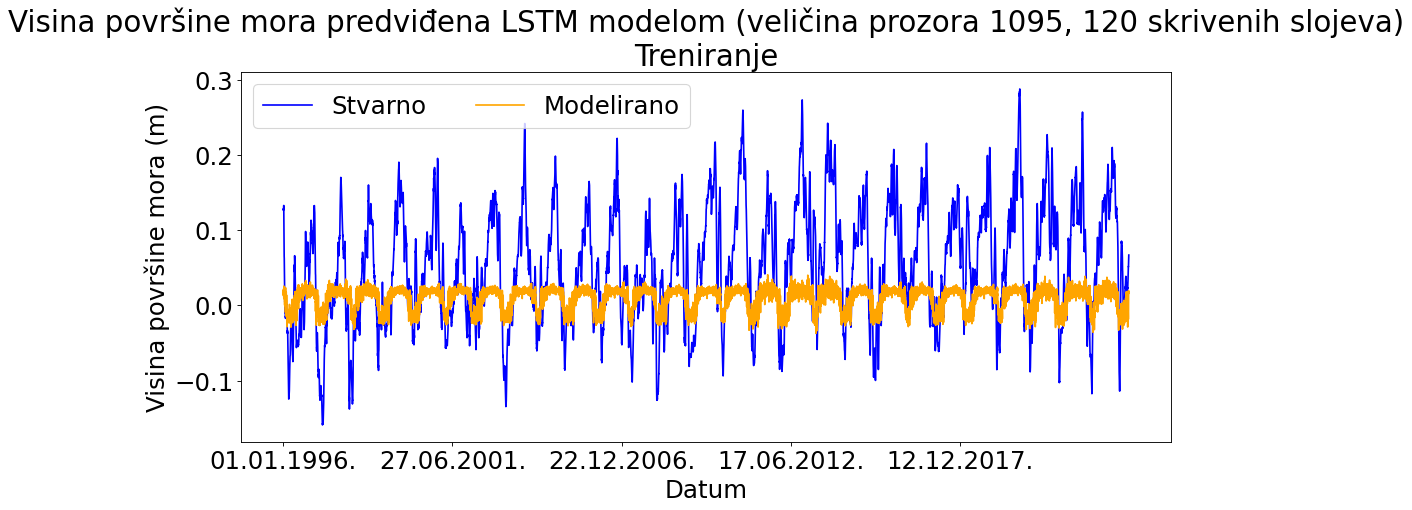 Visina površine mora predviđena LSTM modelom (veličina prozora 1095, 120 skrivenih slojeva)
Treniranje
Stvarno Modelirano
Visina površine mora (m)
0.3
0.2
0.1
0.0
−0.1
01.01.1996. 27.06.2001. 22.12.2006. 17.06.2012. 12.12.2017.
Datum